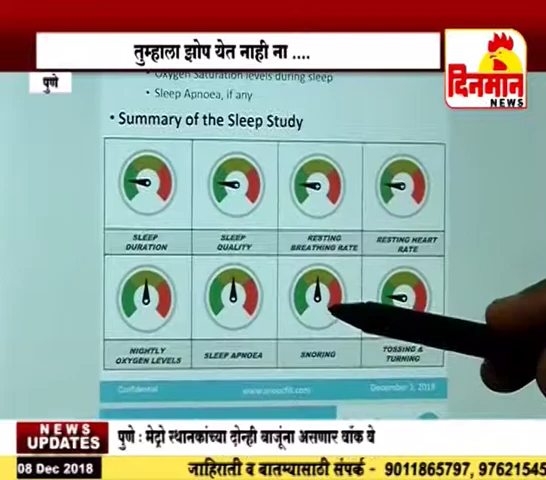 तुम्हाला झोप येत नाही ना ....
दिनमान
NEWS
पुणे
Oxygen Saturation levels during sleep
• Sleep Apnoea, if any
• Summary of the Sleep Study
SLEEP DURATION
SLEEP QUALITY
RESTING BREATHING RATE
RESTING HEART RATE
NIGHTLY OXYGEN LEVELS
SLEEP APNOEA
SNORING
TOSSING & TURNING
Confidential
December 3, 2018
NEWS
UPDATES
पुणे : मेट्रो स्थानकांच्या दोन्ही बाजूंना असणार वॉक वे
08 Dec 2018
जाहिराती व बातम्यासाठी संपर्क - 9011865797, 97621545